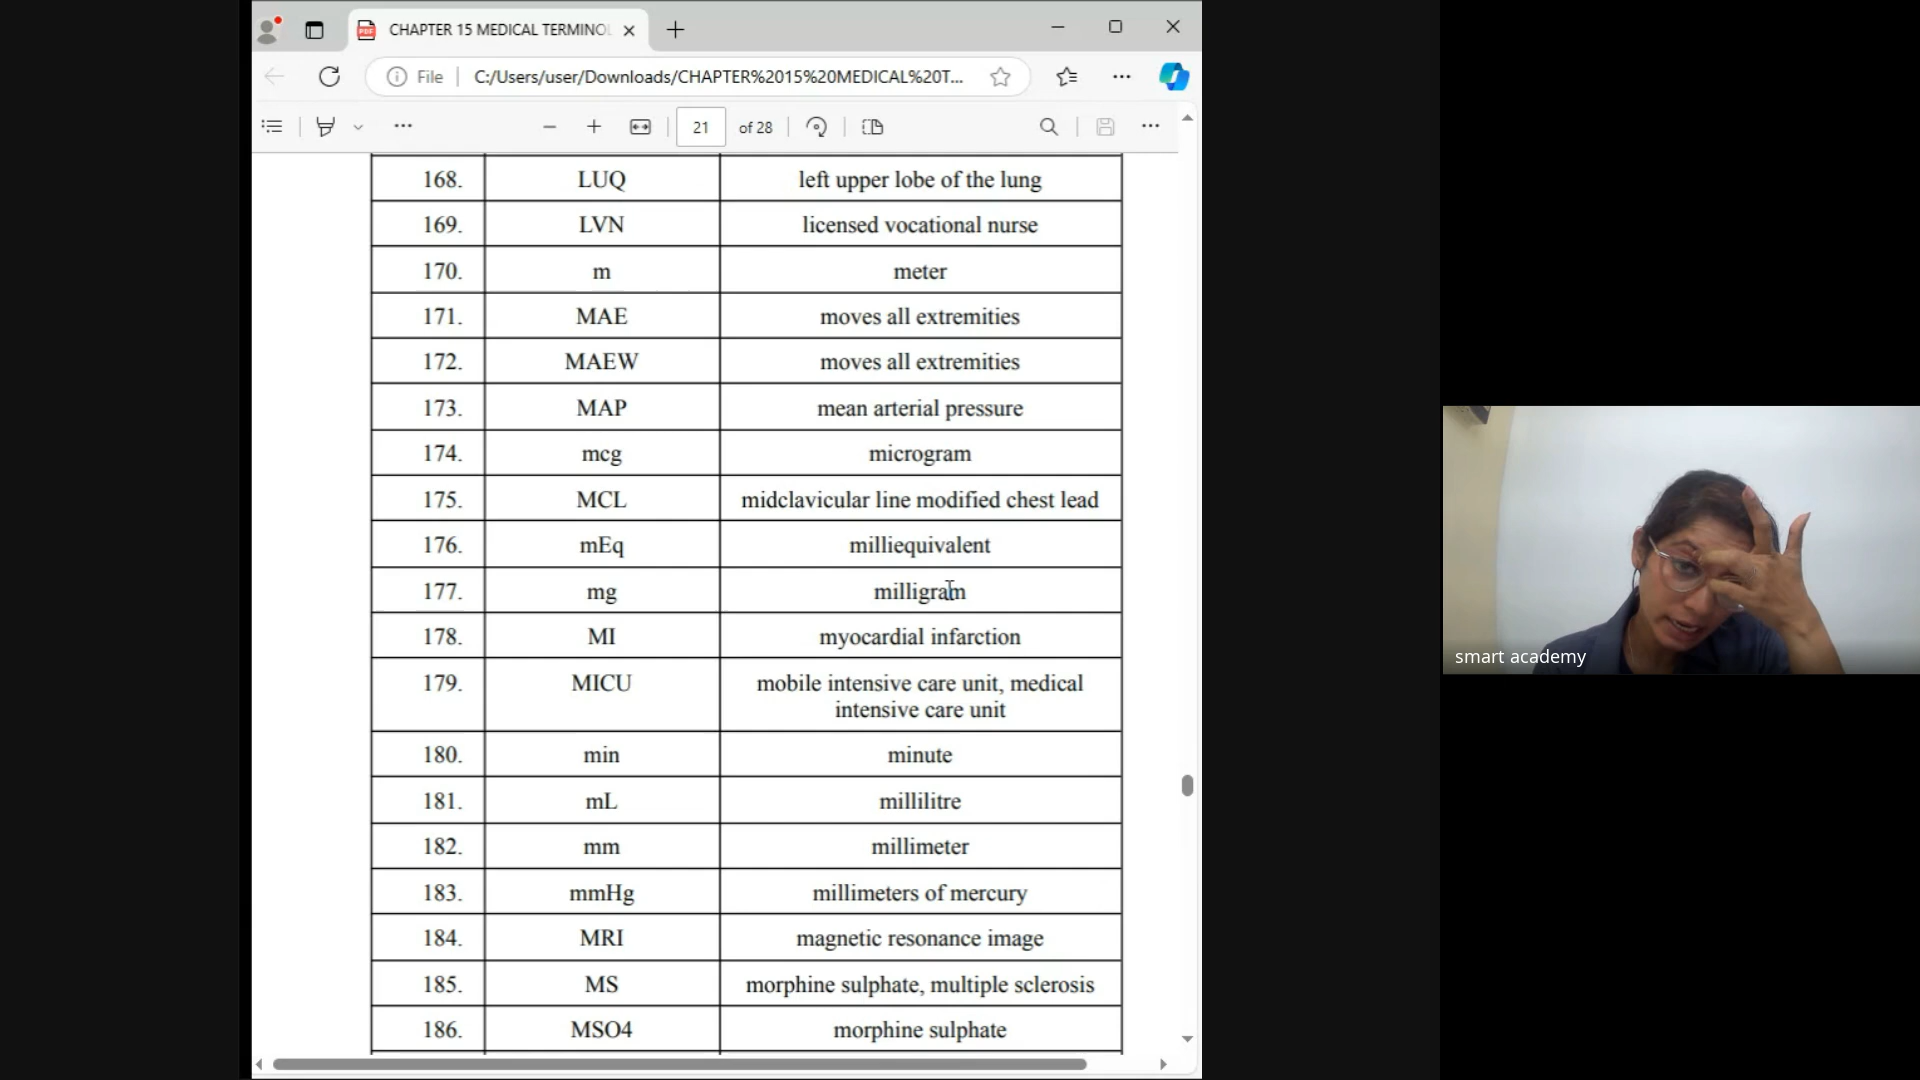 CHAPTER 15 MEDICAL TERMINOL
File
C:/Users/user/Downloads/CHAPTER%2015%20MEDICAL%20T...
21 of 28
168. LUQ left upper lobe of the lung
169. LVN licensed vocational nurse
170. m meter
171. MAE moves all extremities
172. MAEW moves all extremities
173. MAP mean arterial pressure
174. mcg microgram
175. MCL midclavicular line modified chest lead
176. mEq milliequivalent
177. mg milligram
178. MI myocardial infarction
179. MICU mobile intensive care unit, medical
intensive care unit
180. min minute
181. mL millilitre
182. mm millimeter
183. mmHg millimeters of mercury
184. MRI magnetic resonance image
185. MS morphine sulphate, multiple sclerosis
186. MSO4 morphine sulphate
smart academy